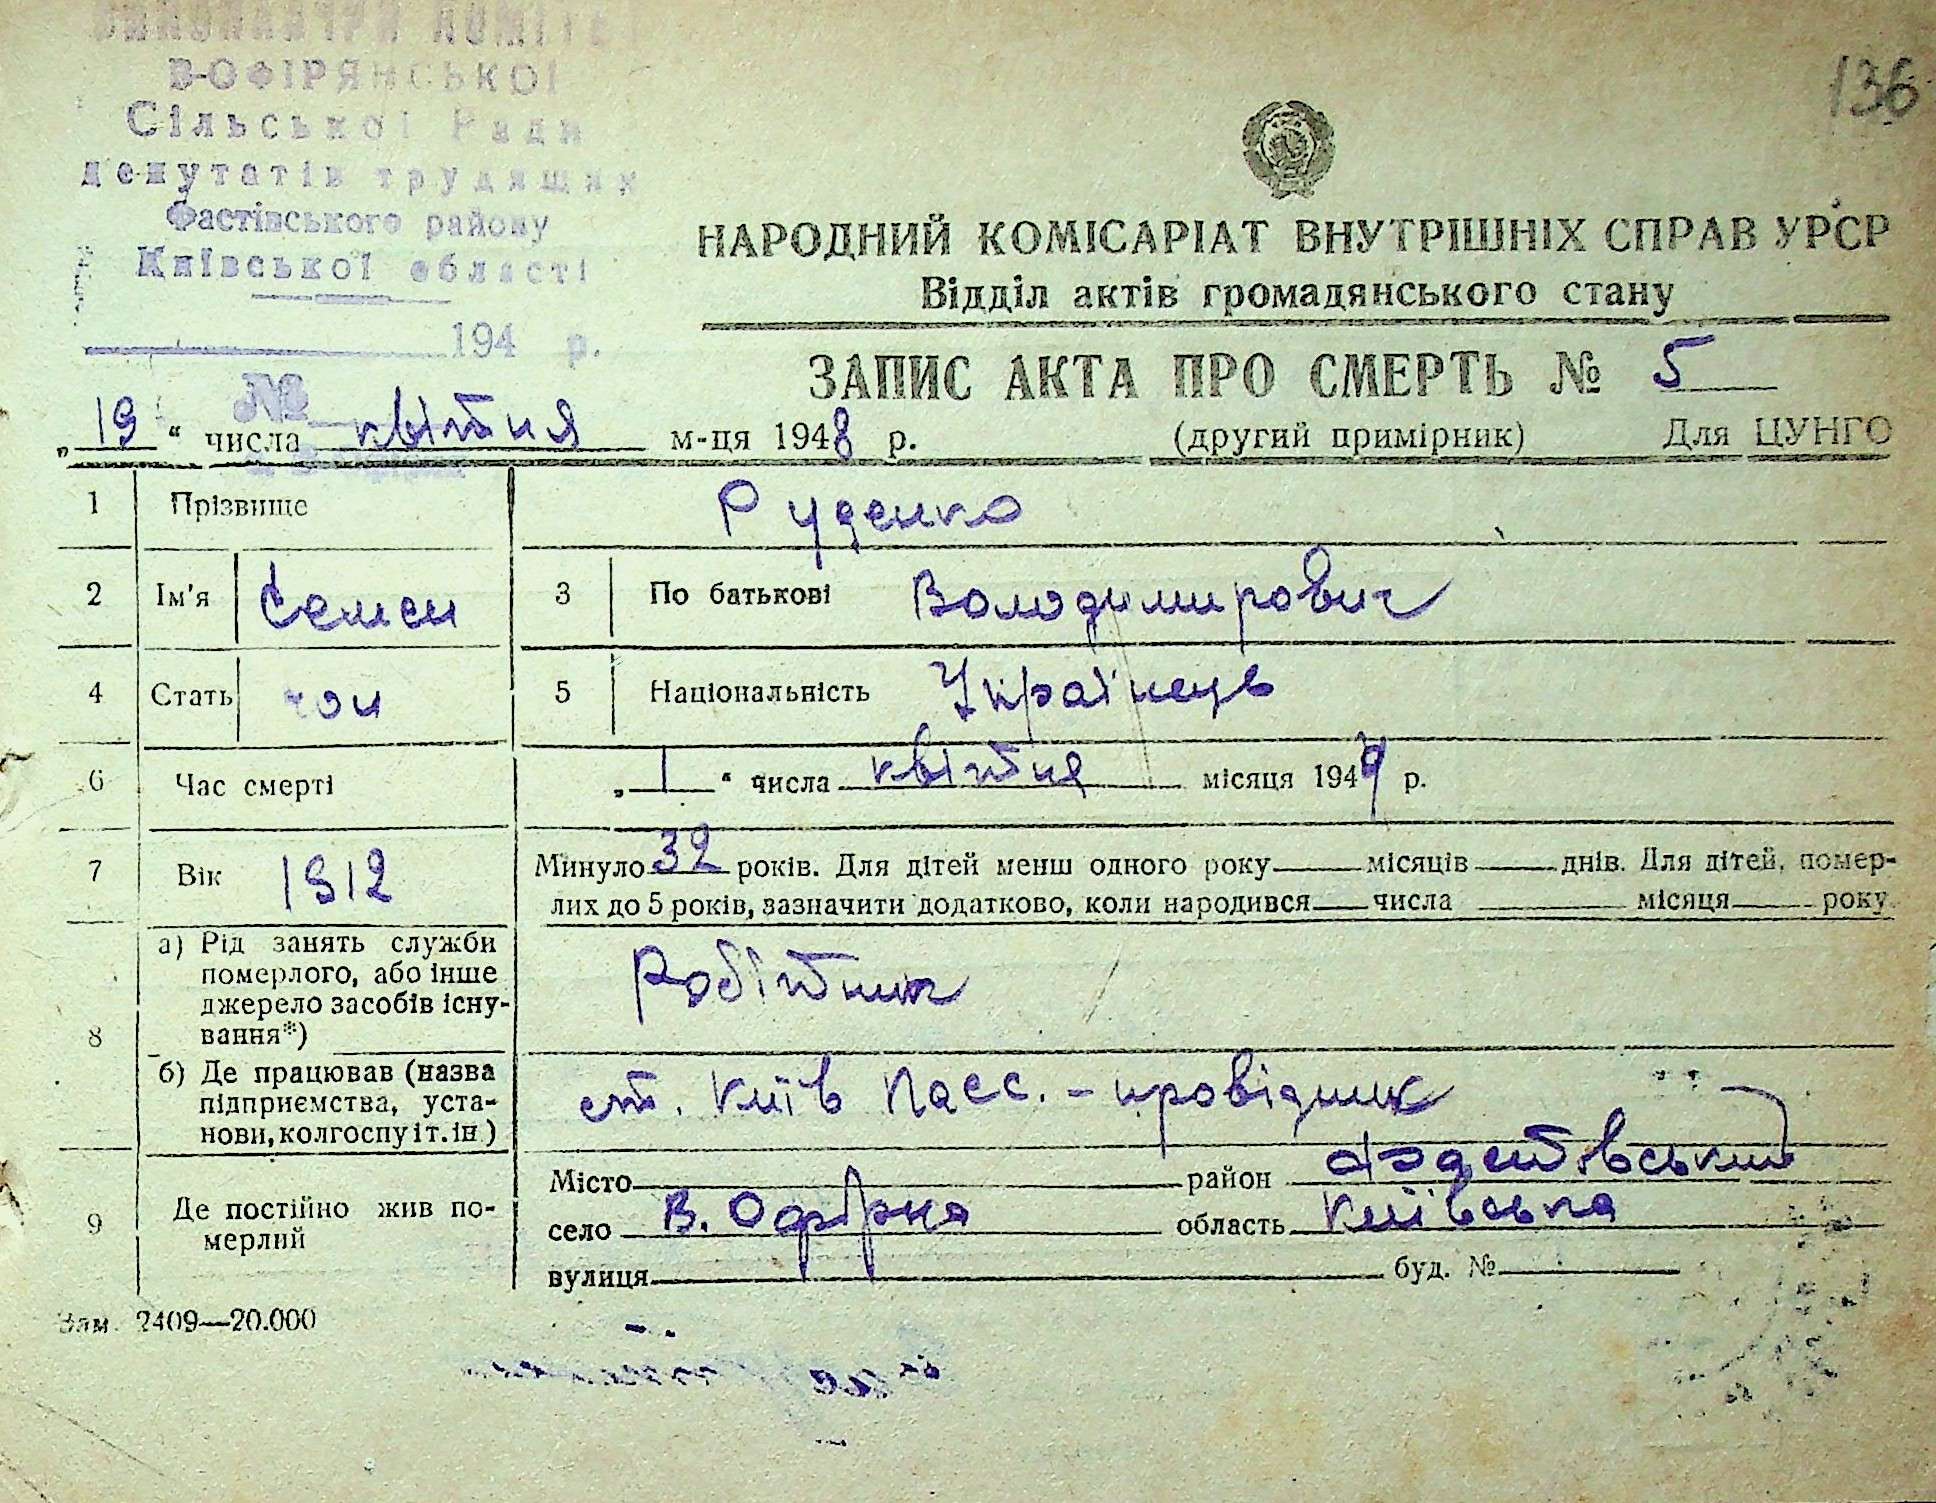 136
ВИКОНАВЧИЙ КОМІТЕТ
В-ОФІРЯНСЬКОЇ
Сільської Ради
депутатів трудящих
Фастівського району
Київської області
194 р.
№
НАРОДНИЙ КОМІСАРІАТ ВНУТРІШНІХ СПРАВ УРСР
Відділ актів громадянського стану
ЗАПИС АКТА ПРО СМЕРТЬ № 5
„19“ числа квітня м-ця 1948 р. (другий примірник) Для ЦУНГО
1 Прізвище Руденко
2 Ім'я Семен 3 По батькові Володимирович
4 Стать чол 5 Національність Українець
6 Час смерті „1“ числа квітня місяця 194 р.
7 Вік 1912 Минуло 32 років. Для дітей менш одного року місяців днів. Для дітей, помер-
лих до 5 років, зазначити додатково, коли народився числа місяця року
8 а) Рід занять служби
померлого, або інше
джерело засобів існу-
вання*) Робітник
б) Де працював (назва
підприємства, уста-
нови, колгоспу і т. ін.) ст. Київ Пасс. - провідник
9 Де постійно жив по-
мерлий
Місто район Фастівський
село В. Офірна область Київська
вулиця буд. №
Зам. 2409—20.000